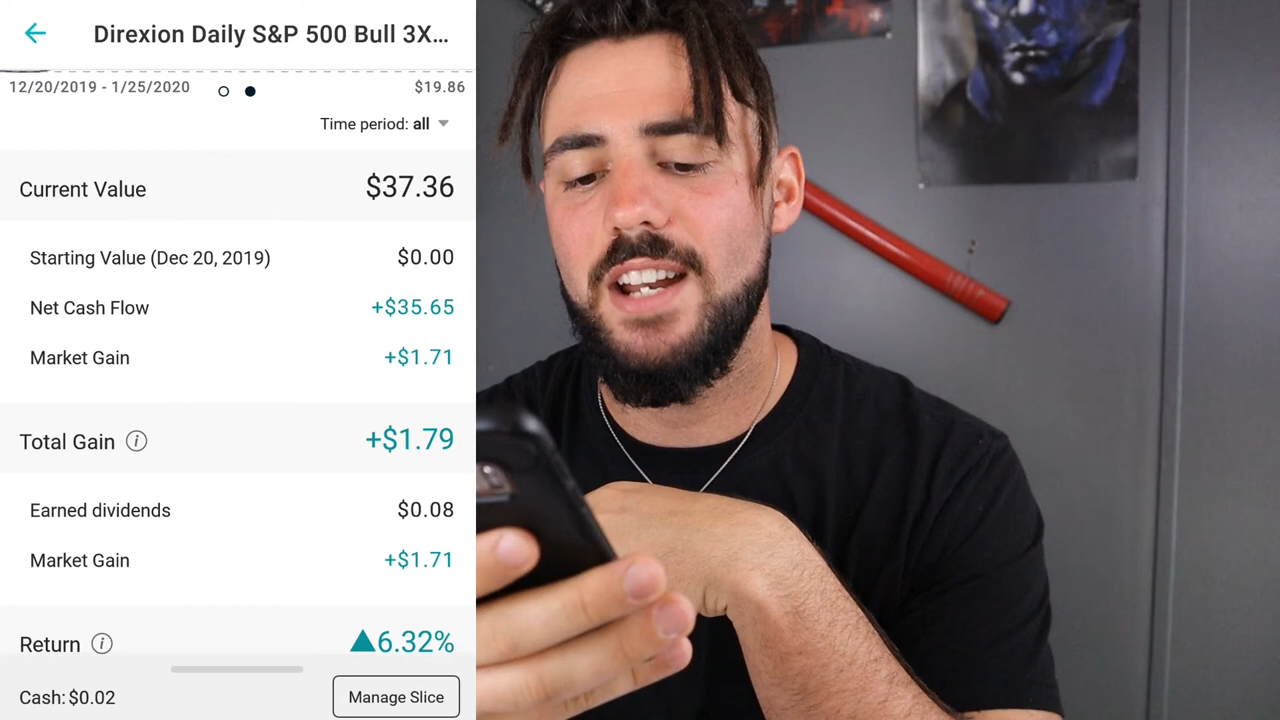 Direxion Daily S&P 500 Bull 3X...
12/20/2019 - 1/25/2020 $19.86
Time period: all
Current Value $37.36
Starting Value (Dec 20, 2019) $0.00
Net Cash Flow +$35.65
Market Gain +$1.71
Total Gain +$1.79
Earned dividends $0.08
Market Gain +$1.71
Return ▲6.32%
Cash: $0.02 Manage Slice